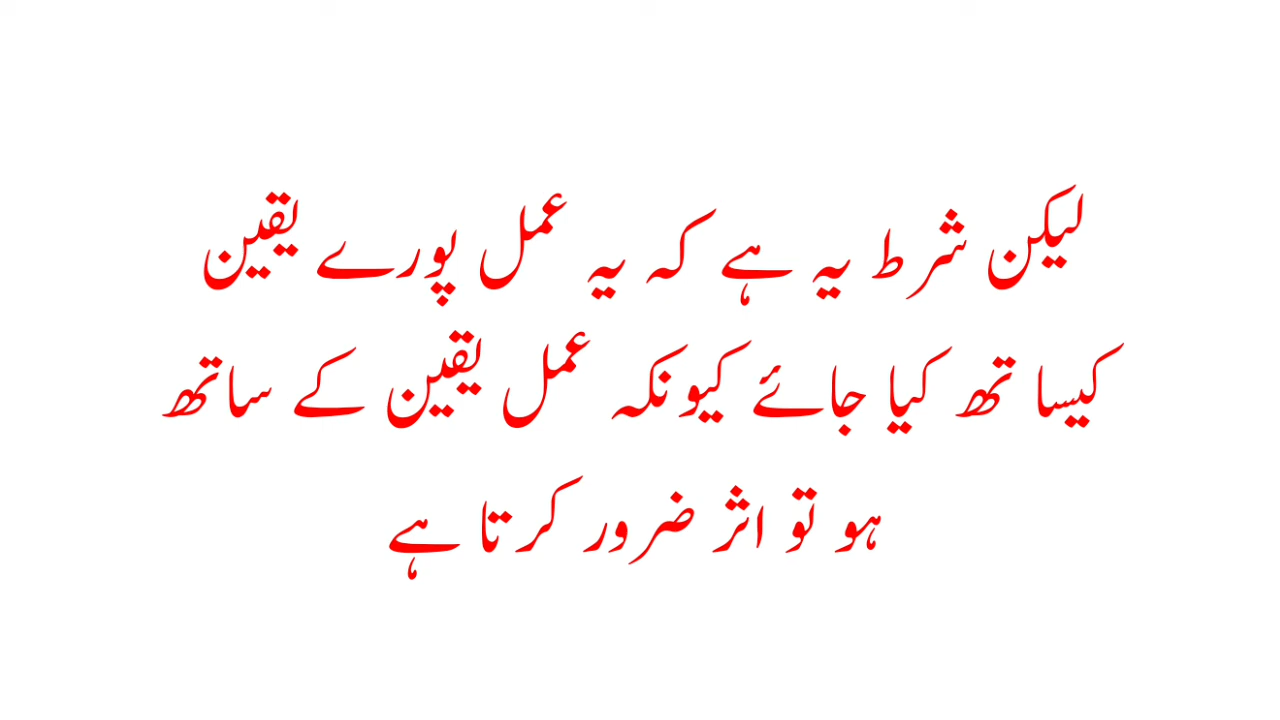 لیکن شرط یہ ہے کہ یہ عمل پورے یقین
کیساتھ کیا جائے کیونکہ عمل یقین کے ساتھ
ہو تو اثر ضرور کرتا ہے